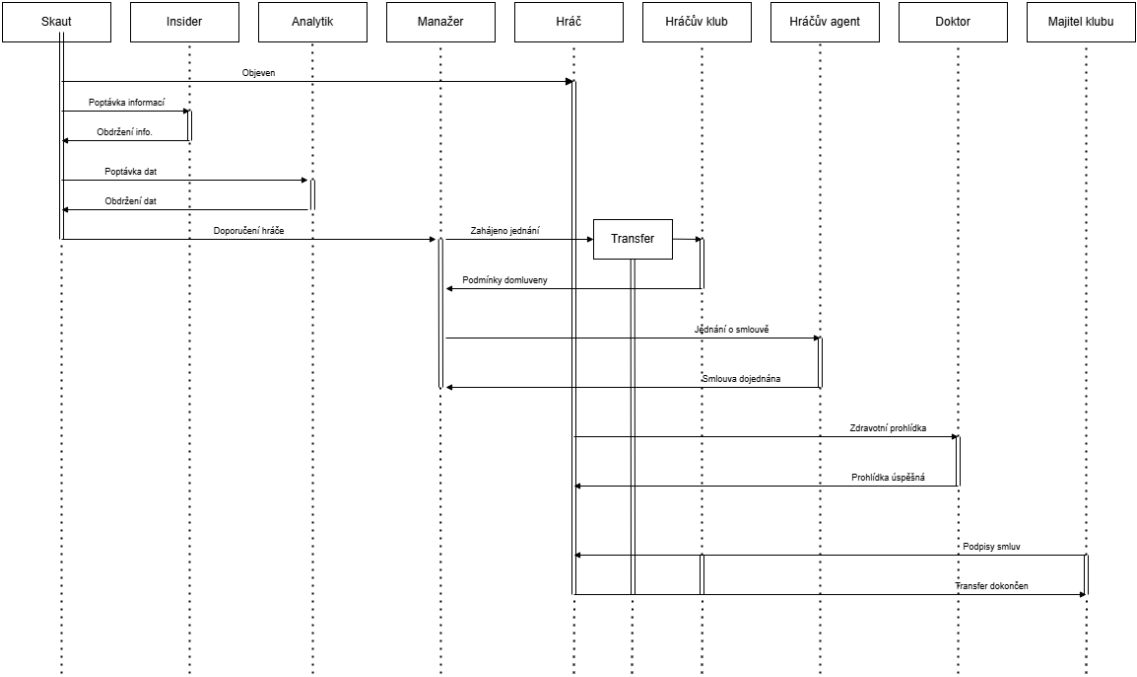 Skaut
Insider
Analytik
Manažer
Hráč
Hráčův klub
Hráčův agent
Doktor
Majitel klubu
Objeven
Poptávka informací
Obdržení info.
Poptávka dat
Obdržení dat
Doporučení hráče
Zahájeno jednání
Transfer
Podmínky domluveny
Jednání o smlouvě
Smlouva dojednána
Zdravotní prohlídka
Prohlídka úspěšná
Podpisy smluv
Transfer dokončen